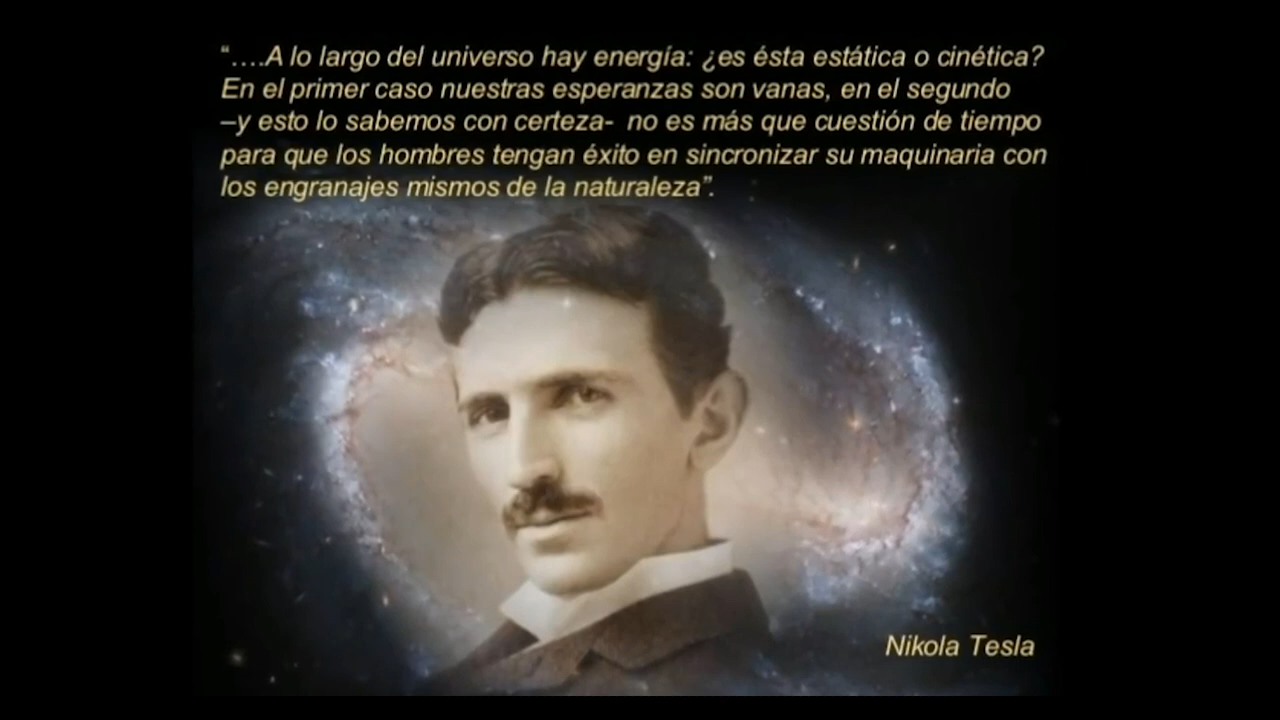 “....A lo largo del universo hay energía: ¿es ésta estática o cinética?
En el primer caso nuestras esperanzas son vanas, en el segundo
–y esto lo sabemos con certeza- no es más que cuestión de tiempo
para que los hombres tengan éxito en sincronizar su maquinaria con
los engranajes mismos de la naturaleza”.
Nikola Tesla